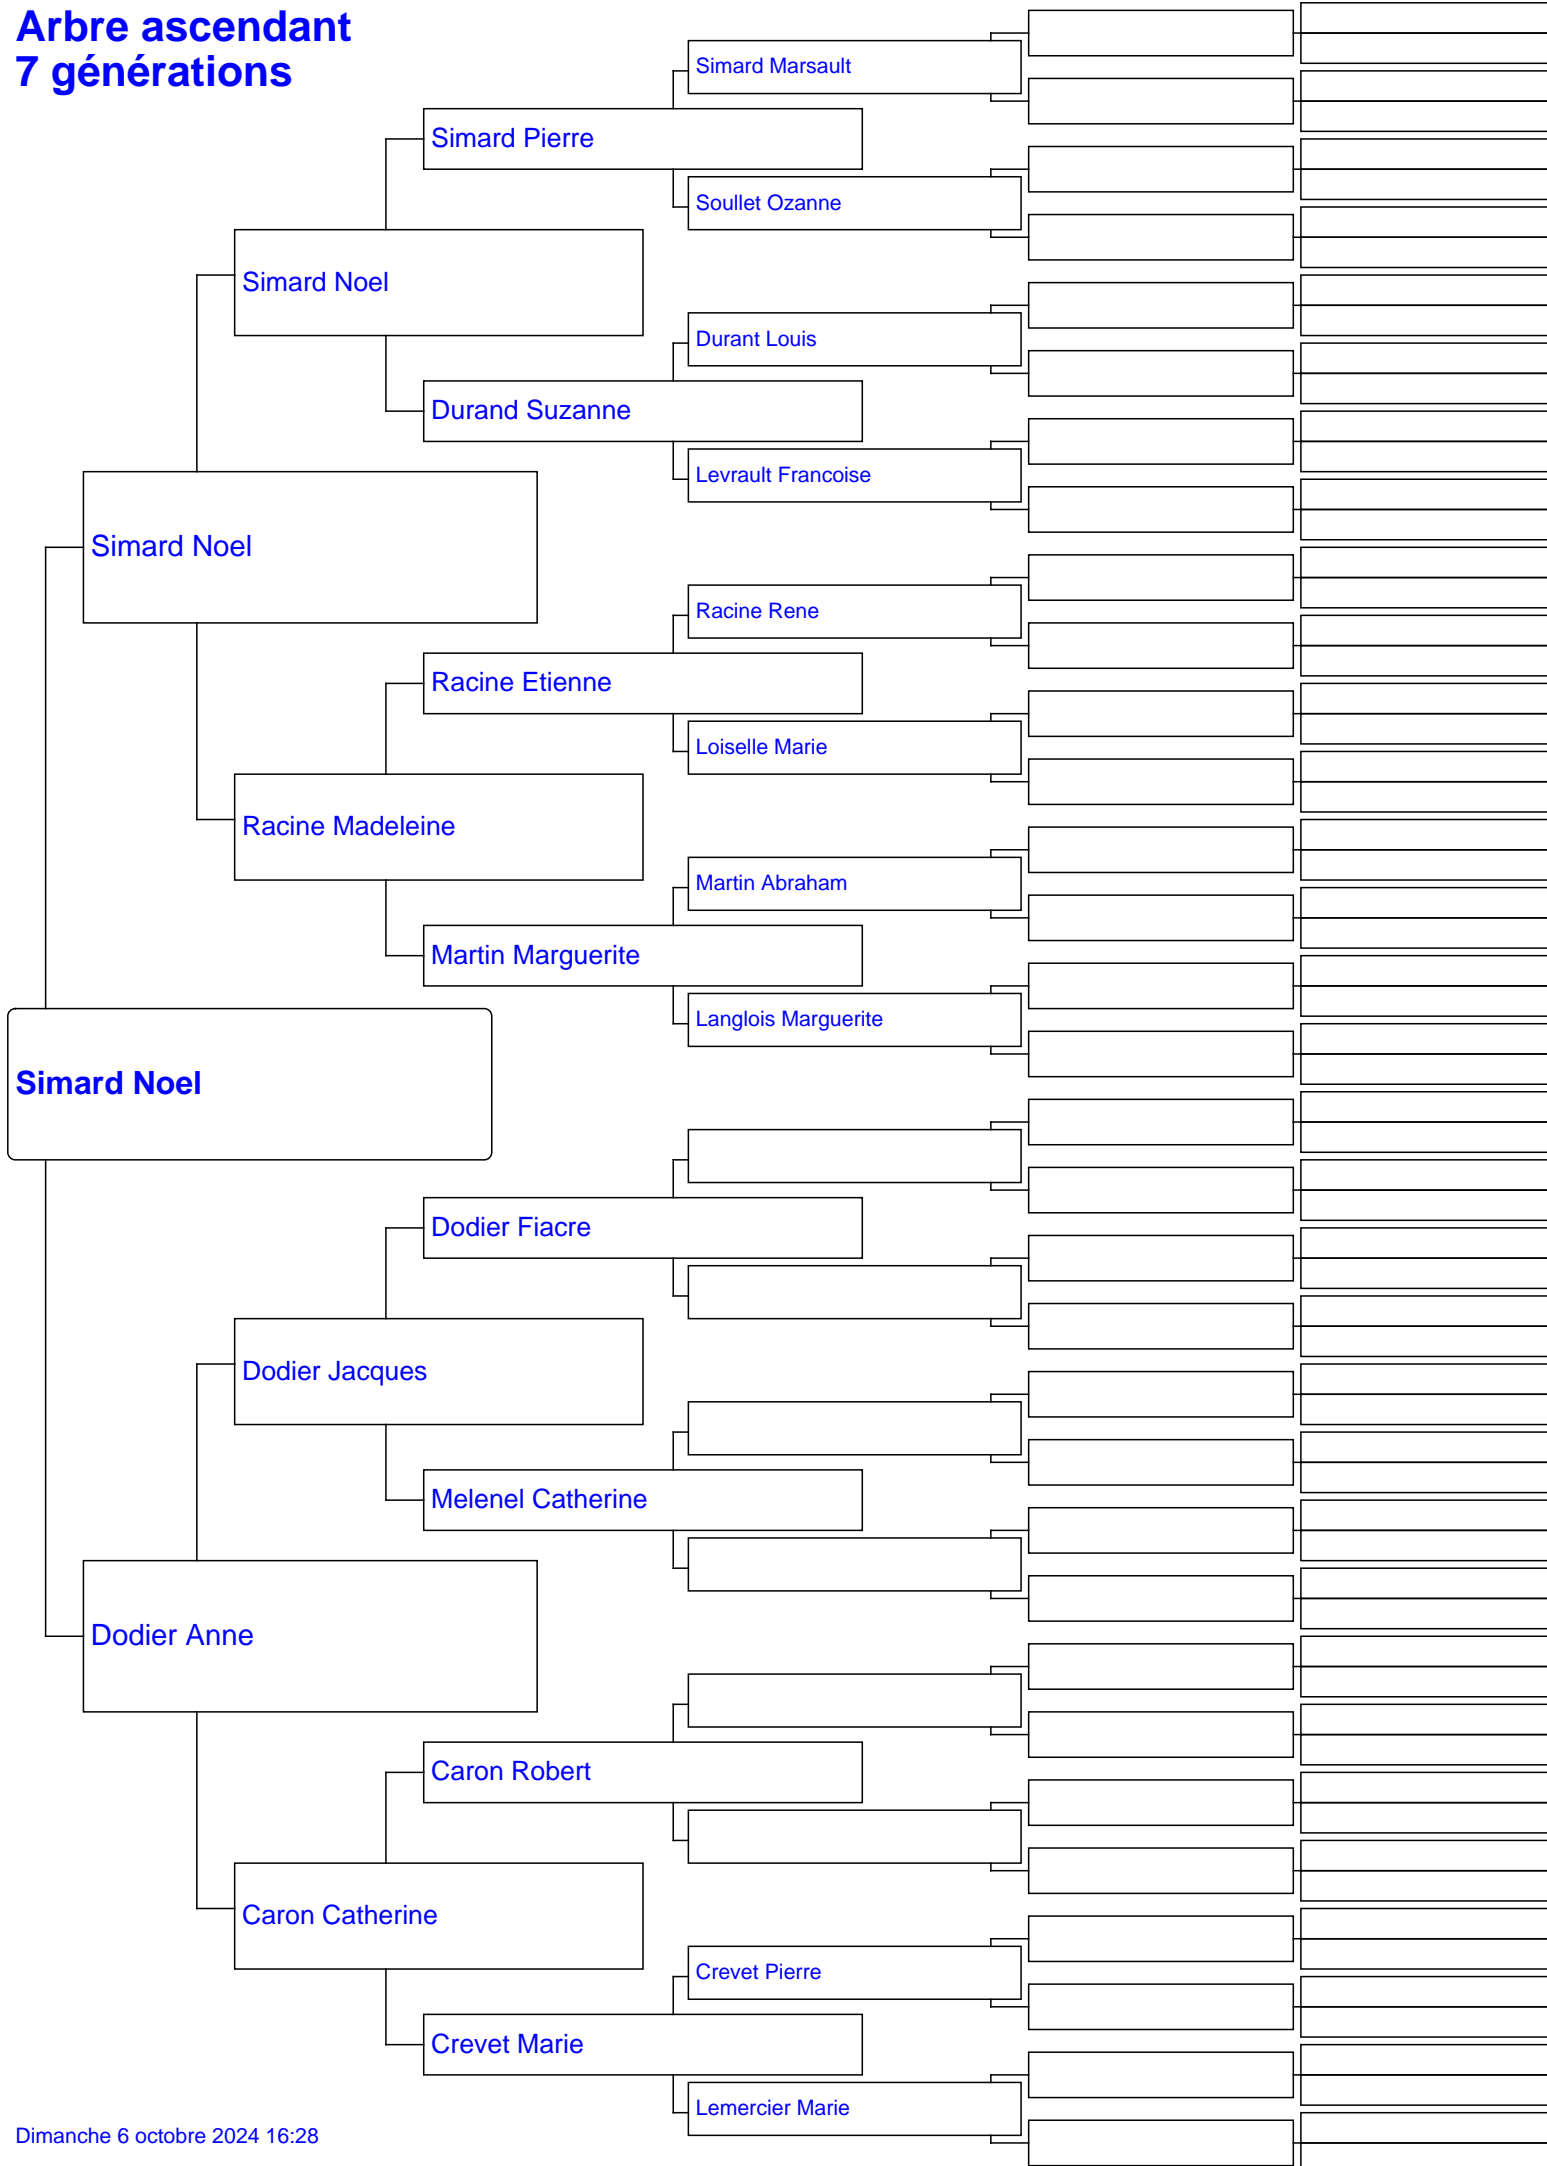 Arbre ascendant
7 générations
Simard Marsault
Simard Pierre
Soullet Ozanne
Simard Noel
Durant Louis
Durand Suzanne
Levrault Francoise
Simard Noel
Racine Rene
Racine Etienne
Loiselle Marie
Racine Madeleine
Martin Abraham
Martin Marguerite
Langlois Marguerite
Simard Noel
Dodier Fiacre
Dodier Jacques
Melenel Catherine
Dodier Anne
Caron Robert
Caron Catherine
Crevet Pierre
Crevet Marie
Lemercier Marie
Dimanche 6 octobre 2024 16:28